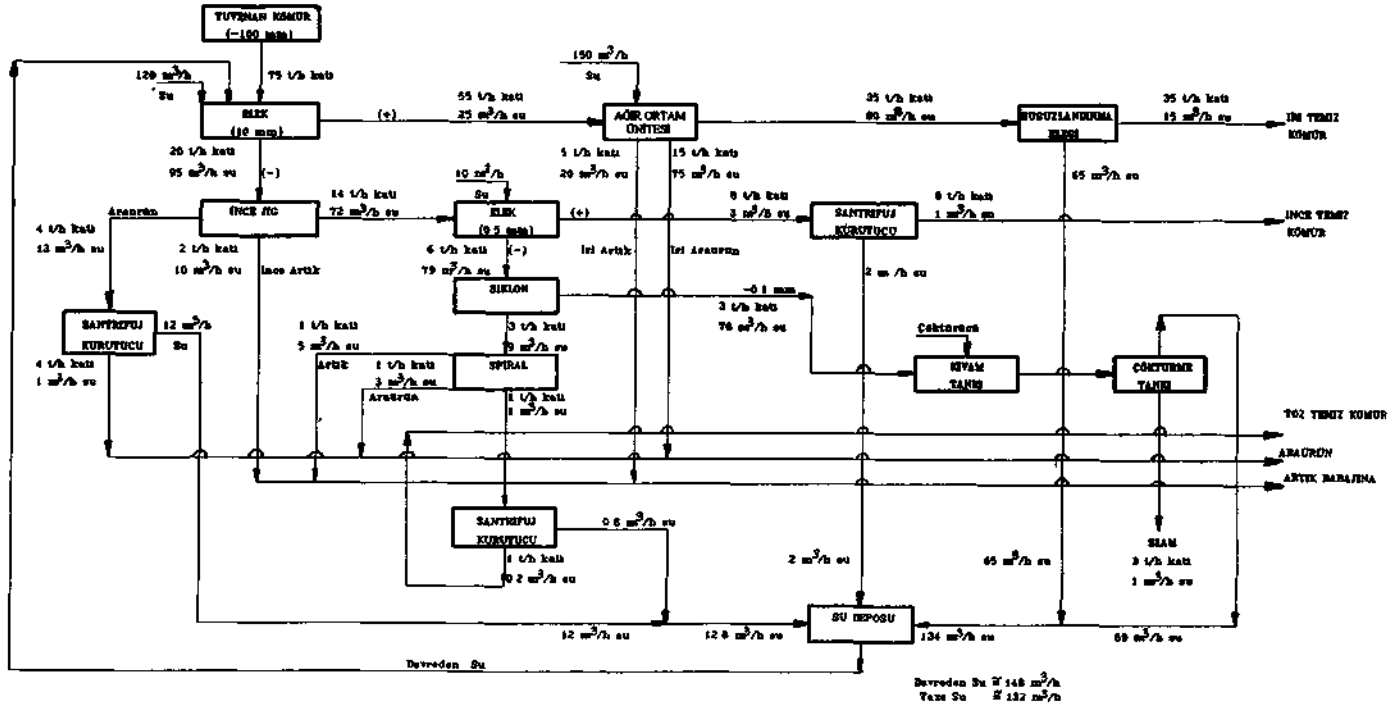 TUVENAN KÖMÜR
(-100 mm)
120 m³/h
Su
75 t/h katı
150 m³/h
Su
ELEK
(10 mm)
(+)
55 t/h katı
25 m³/h su
AĞIR ORTAM
ÜNİTESİ
35 t/h katı
80 m³/h su
SUSUZLANDIRMA
ELEĞİ
35 t/h katı
15 m³/h su
İRİ TEMİZ
KÖMÜR
20 t/h katı
95 m³/h su
(-)
5 t/h katı
20 m³/h su
15 t/h katı
75 m³/h su
65 m³/h su
Araürün
İNCE JİG
14 t/h katı
72 m³/h su
10 m³/h
Su
ELEK
(0.5 mm)
(+)
8 t/h katı
3 m³/h su
SANTRİFUJ
KURUTUCU
8 t/h katı
1 m³/h su
İNCE TEMİZ
KÖMÜR
4 t/h katı
13 m³/h su
2 t/h katı
10 m³/h su
İnce Artık
6 t/h katı
79 m³/h su
(-)
İri Artık
İri Araürün
SİKLON
-0.1 mm
3 t/h katı
76 m³/h su
SANTRİFUJ
KURUTUCU
12 m³/h
Su
1 t/h katı
5 m³/h su
Artık
3 t/h katı
9 m³/h su
SPİRAL
1 t/h katı
3 m³/h su
Araürün
1 t/h katı
1 m³/h su
4 t/h katı
1 m³/h su
KIVAM
TANKI
ÇÖKTÜRME
TANKI
TOZ TEMİZ KÖMÜR
ARAÜRÜN
ARTIK BARAJINA
SANTRİFUJ
KURUTUCU
0.8 m³/h su
1 t/h katı
0.2 m³/h su
2 m³/h su
65 m³/h su
3 t/h katı
1 m³/h su
SU DEPOSU
12 m³/h su
12.8 m³/h su
134 m³/h su
69 m³/h su
Devreden Su
Devreden Su ≅ 148 m³/h
Taze Su ≅ 132 m³/h